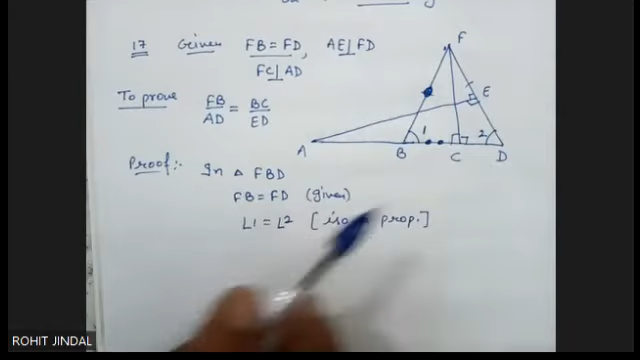 17 Given FB = FD, AE⊥FD
FC⊥AD
To prove FB/AD = BC/ED
Proof:- In △ FBD
FB = FD (given)
∠1 = ∠2 [ prop.]
F
E
A
B
1
C
2
D
ROHIT JINDAL